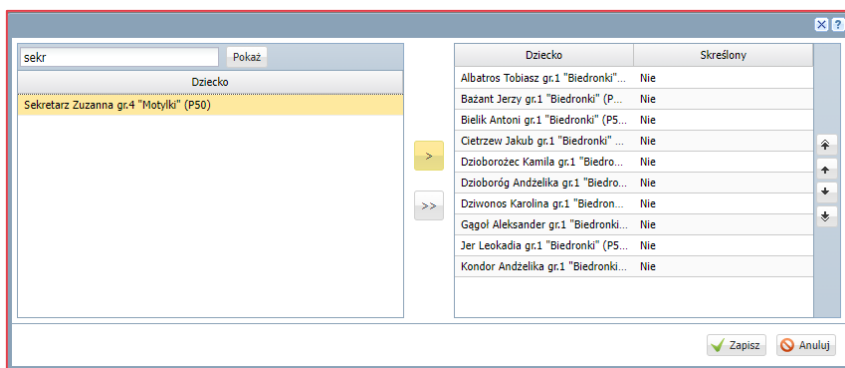 sekr
Pokaż
Dziecko
Sekretarz Zuzanna gr.4 "Motylki" (P50)
>
>>
Dziecko Skreślony
Albatros Tobiasz gr.1 "Biedronki"... Nie
Bażant Jerzy gr.1 "Biedronki" (P... Nie
Bielik Antoni gr.1 "Biedronki" (P5... Nie
Cietrzew Jakub gr.1 "Biedronki" ... Nie
Dzioborożec Kamila gr.1 "Biedro... Nie
Dzioboróg Andżelika gr.1 "Biedro... Nie
Dziwonos Karolina gr.1 "Biedron... Nie
Gągoł Aleksander gr.1 "Biedronki... Nie
Jer Leokadia gr.1 "Biedronki" (P5... Nie
Kondor Andżelika gr.1 "Biedronki... Nie
Zapisz Anuluj